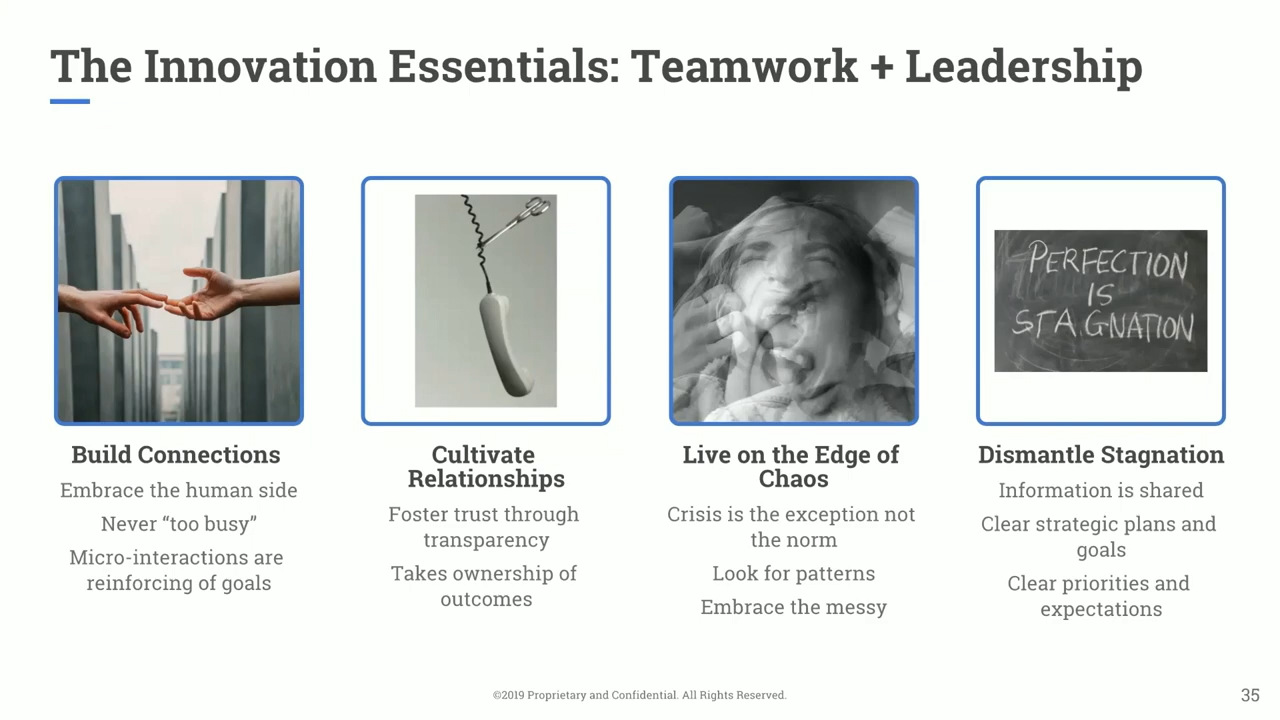 The Innovation Essentials: Teamwork + Leadership
PERFECTION
IS
STAGNATION
Build Connections
Embrace the human side
Never “too busy”
Micro-interactions are
reinforcing of goals
Cultivate
Relationships
Foster trust through
transparency
Takes ownership of
outcomes
Live on the Edge of
Chaos
Crisis is the exception not
the norm
Look for patterns
Embrace the messy
Dismantle Stagnation
Information is shared
Clear strategic plans and
goals
Clear priorities and
expectations
©2019 Proprietary and Confidential. All Rights Reserved.
35